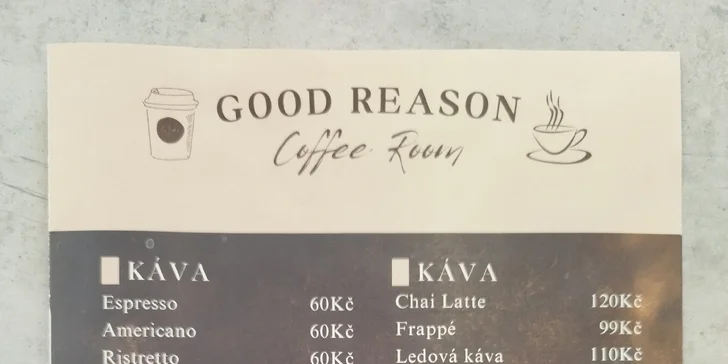 GOOD REASON
Coffee Room
KÁVA
Espresso 60Kč
Americano 60Kč
Ristretto 60Kč
KÁVA
Chai Latte 120Kč
Frappé 99Kč
Ledová káva 110Kč